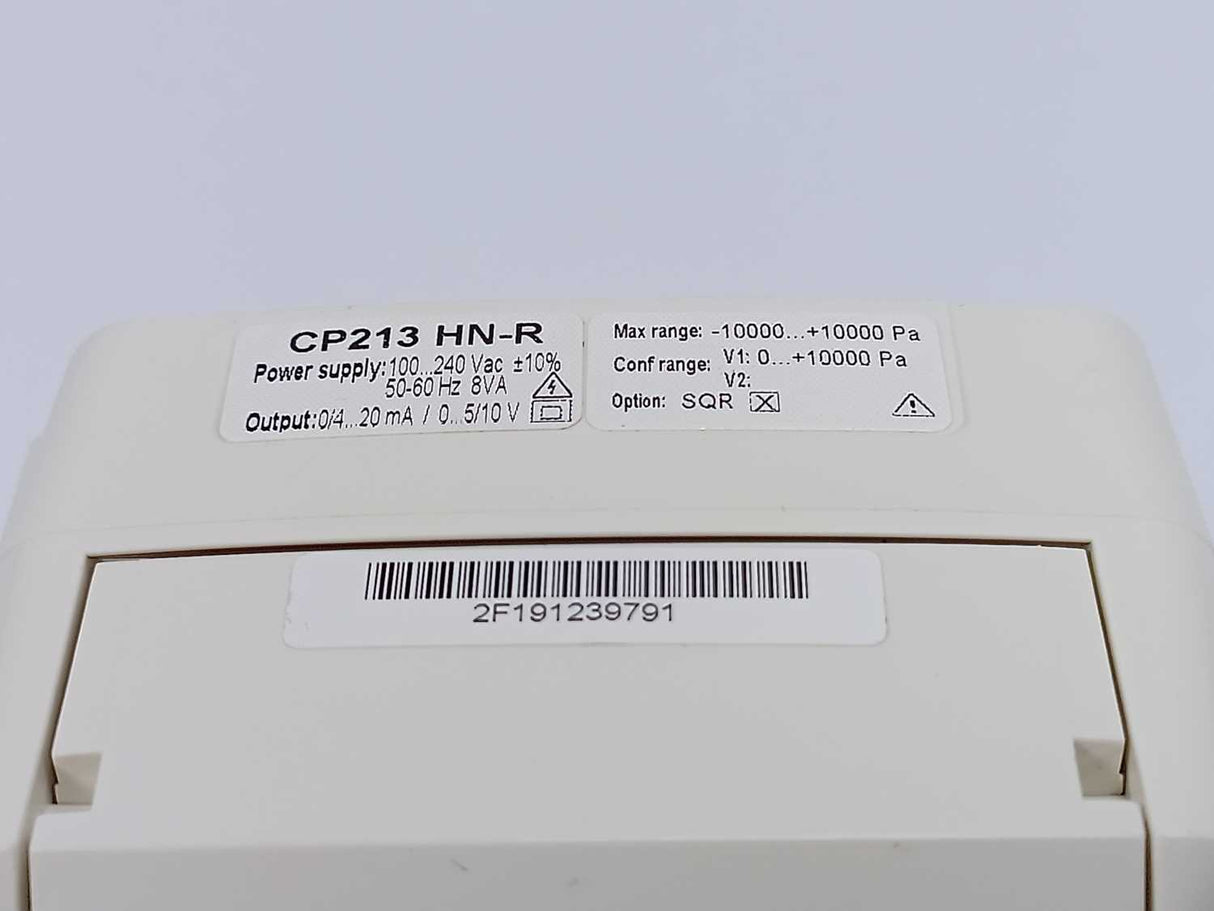 CP213 HN-R
Power supply: 100...240 Vac ±10%
50-60 Hz 8VA
Output: 0/4...20 mA / 0...5/10 V
Max range: -10000...+10000 Pa
Conf range: V1: 0...+10000 Pa
V2:
Option: SQR
2F191239791